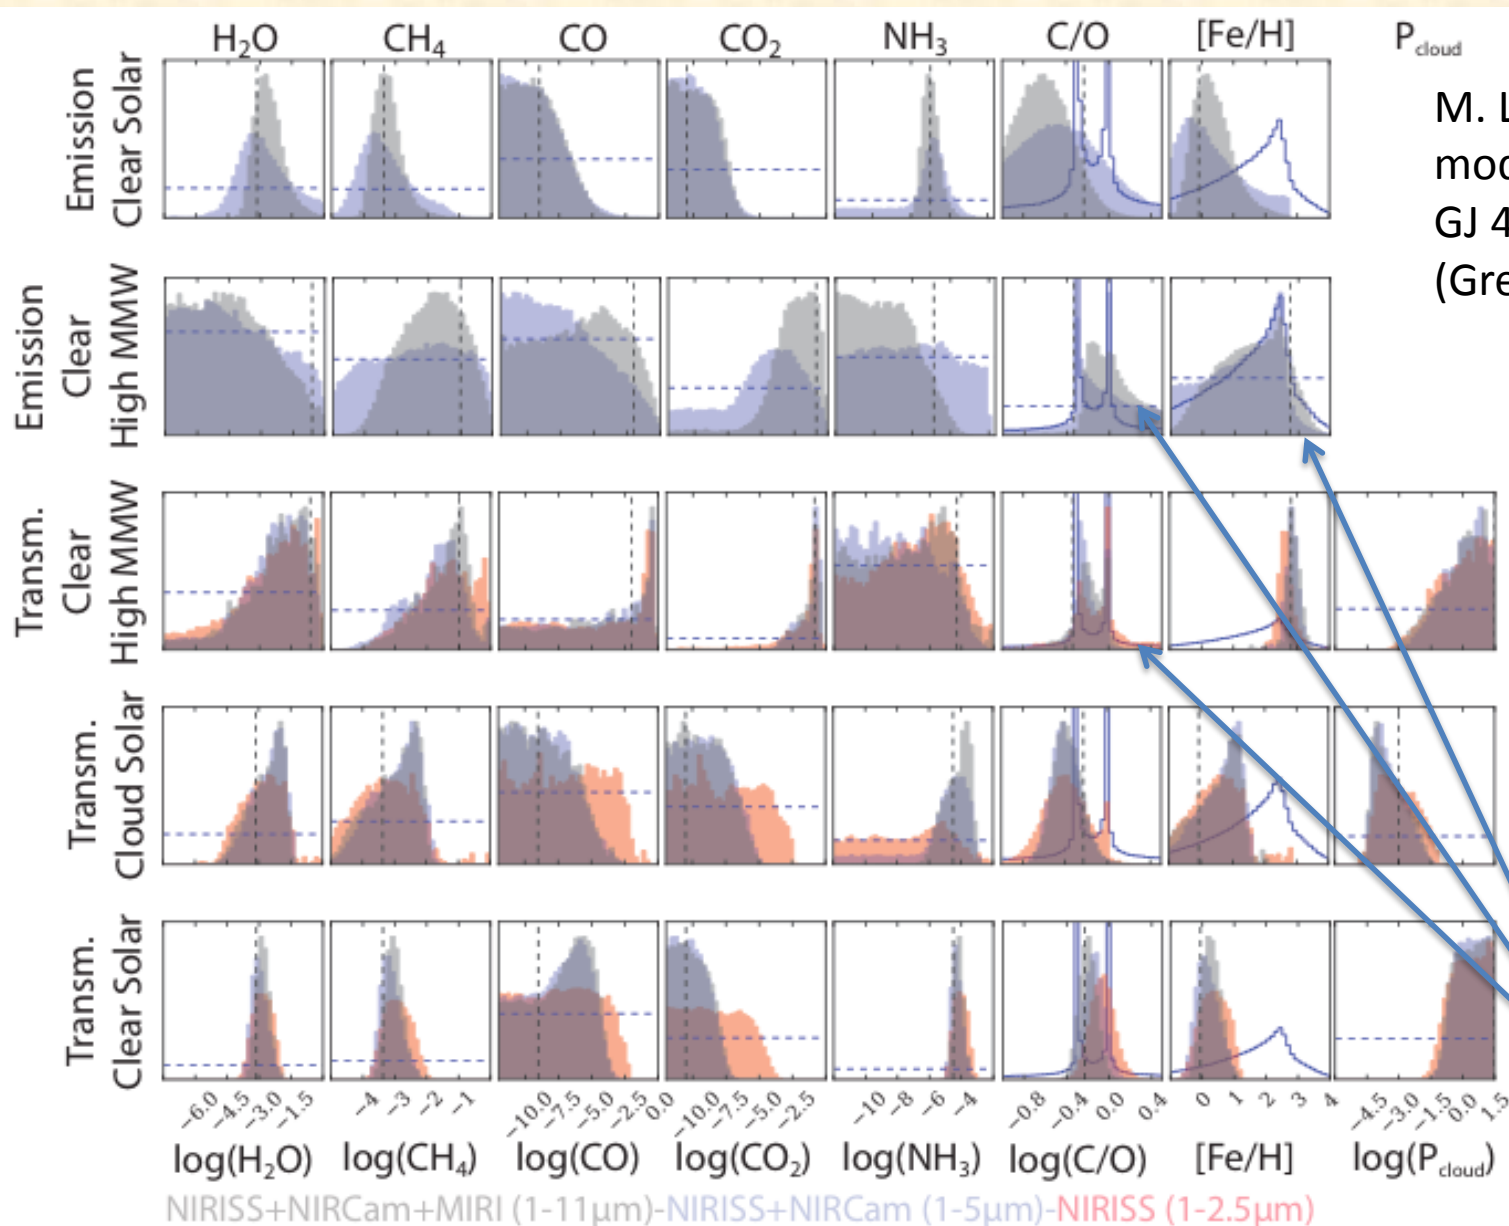 H₂O CH₄ CO CO₂ NH₃ C/O [Fe/H] P_cloud
Emission
Clear Solar
M. L
mod
GJ 4
(Gre
Emission
Clear
High MMW
Transm.
Clear
High MMW
Transm.
Cloud Solar
Transm.
Clear Solar
−6.0 −4.5 −3.0 −1.5 −4 −3 −2 −1 −10.0 −7.5 −5.0 −2.5 0.0 −10.0 −7.5 −5.0 −2.5 −10 −8 −6 −4 −0.8 −0.4 0.0 0.4 0 1 2 3 4 −4.5 −3.0 −1.5 0.0 1.5
log(H₂O) log(CH₄) log(CO) log(CO₂) log(NH₃) log(C/O) [Fe/H] log(P_cloud)
NIRISS+NIRCam+MIRI (1-11μm)-NIRISS+NIRCam (1-5μm)-NIRISS (1-2.5μm)